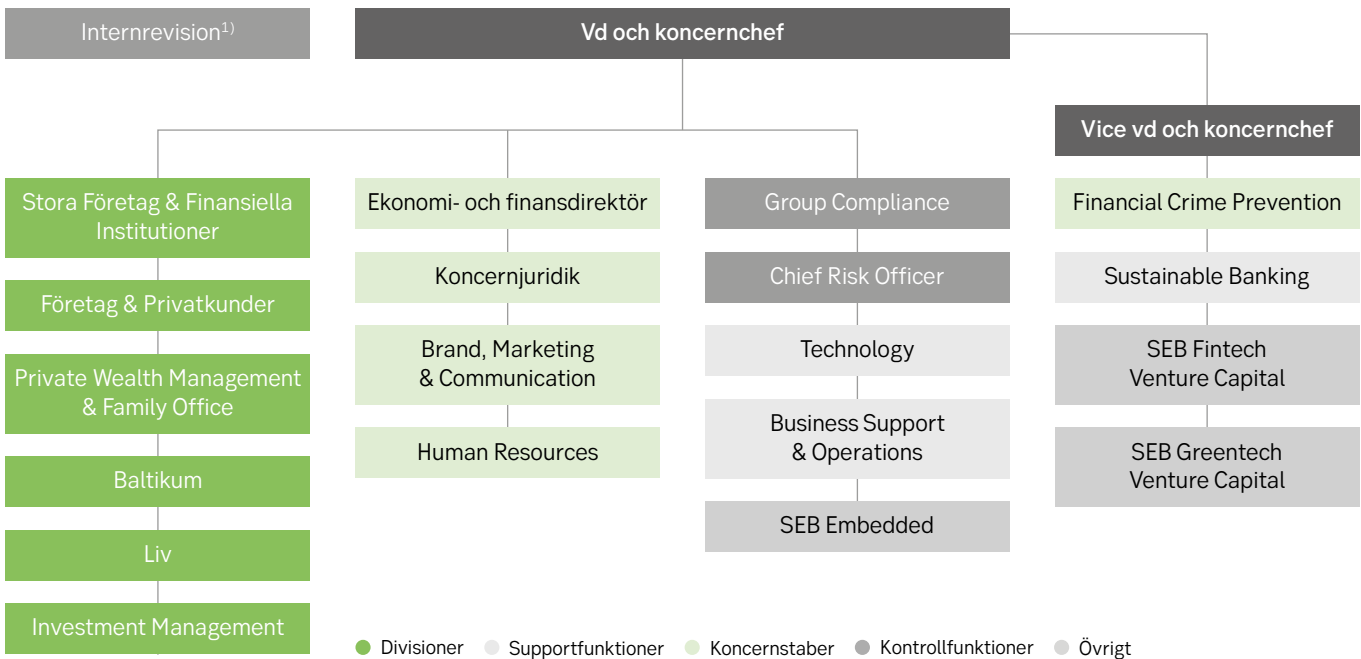 Internrevision1)
Vd och koncernchef
Vice vd och koncernchef
Stora Företag & Finansiella
Institutioner
Företag & Privatkunder
Private Wealth Management
& Family Office
Baltikum
Liv
Investment Management
Ekonomi- och finansdirektör
Koncernjuridik
Brand, Marketing
& Communication
Human Resources
Group Compliance
Chief Risk Officer
Technology
Business Support
& Operations
SEB Embedded
Financial Crime Prevention
Sustainable Banking
SEB Fintech
Venture Capital
SEB Greentech
Venture Capital
Divisioner Supportfunktioner Koncernstaber Kontrollfunktioner Övrigt